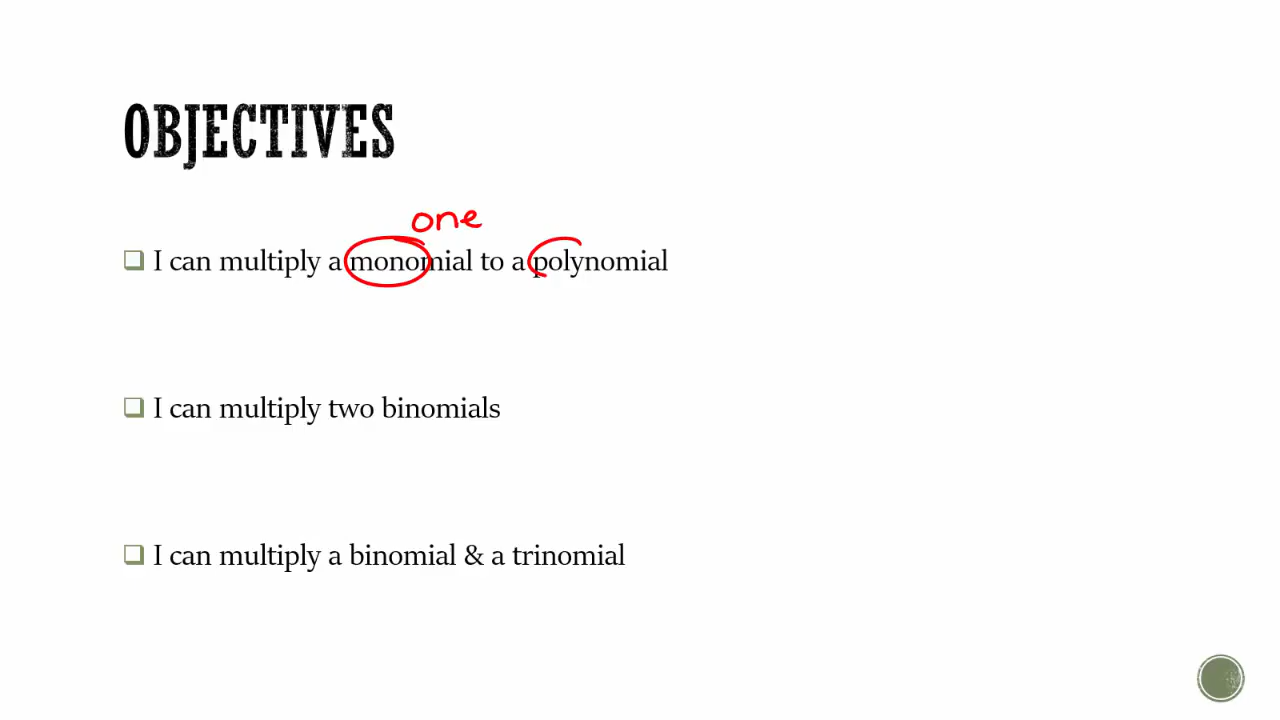 OBJECTIVES
one
I can multiply a monomial to a polynomial
I can multiply two binomials
I can multiply a binomial & a trinomial